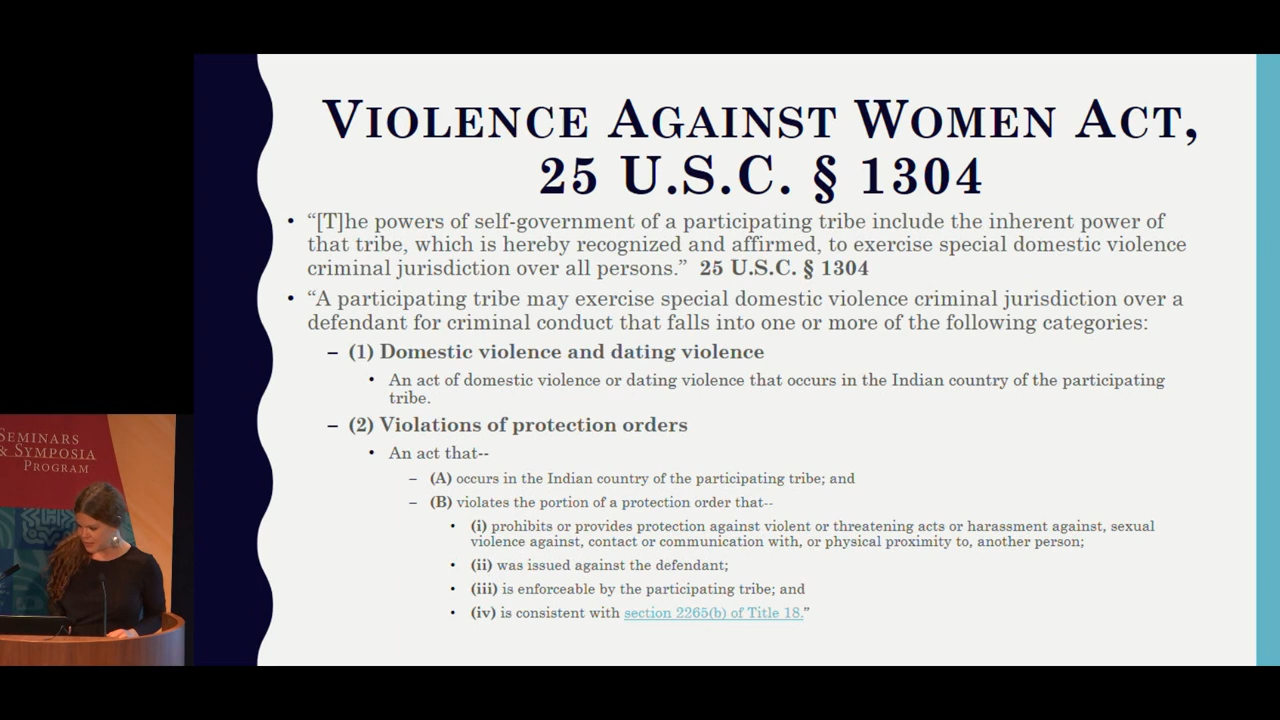 VIOLENCE AGAINST WOMEN ACT,
25 U.S.C. § 1304
• “[T]he powers of self-government of a participating tribe include the inherent power of
that tribe, which is hereby recognized and affirmed, to exercise special domestic violence
criminal jurisdiction over all persons.” 25 U.S.C. § 1304
• “A participating tribe may exercise special domestic violence criminal jurisdiction over a
defendant for criminal conduct that falls into one or more of the following categories:
– (1) Domestic violence and dating violence
• An act of domestic violence or dating violence that occurs in the Indian country of the participating
tribe.
– (2) Violations of protection orders
• An act that--
– (A) occurs in the Indian country of the participating tribe; and
– (B) violates the portion of a protection order that--
• (i) prohibits or provides protection against violent or threatening acts or harassment against, sexual
violence against, contact or communication with, or physical proximity to, another person;
• (ii) was issued against the defendant;
• (iii) is enforceable by the participating tribe; and
• (iv) is consistent with section 2265(b) of Title 18.”
SEMINARS
& SYMPOSIA
PROGRAM